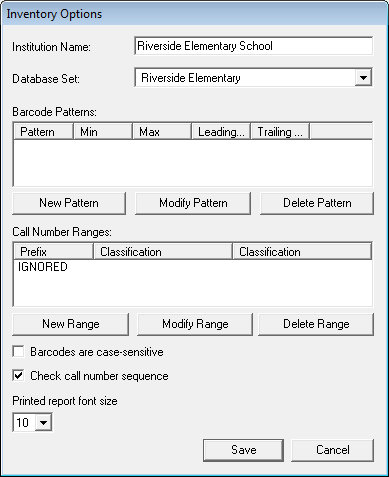 Inventory Options
Institution Name: Riverside Elementary School
Database Set: Riverside Elementary
Barcode Patterns:
Pattern Min Max Leading... Trailing ...
New Pattern Modify Pattern Delete Pattern
Call Number Ranges:
Prefix Classification Classification
IGNORED
New Range Modify Range Delete Range
Barcodes are case-sensitive
Check call number sequence
Printed report font size
10
Save Cancel